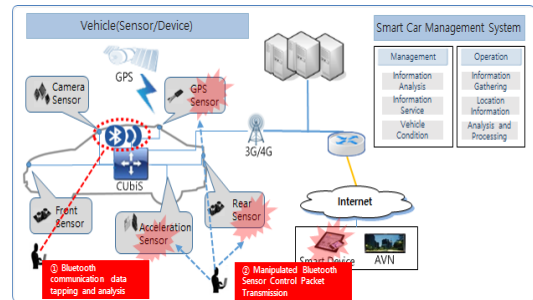 Vehicle(Sensor/Device)
GPS
Camera
Sensor
GPS
Sensor
CUbiS
Front
Sensor
Acceleration
Sensor
Rear
Sensor
3G/4G
Internet
Smart Device
AVN
① Bluetooth
communication data
tapping and analysis
② Manipulated Bluetooth
Sensor Control Packet
Transmission
Smart Car Management System
Management
Information
Analysis
Information
Service
Vehicle
Condition
Operation
Information
Gathering
Location
Information
Analysis and
Processing